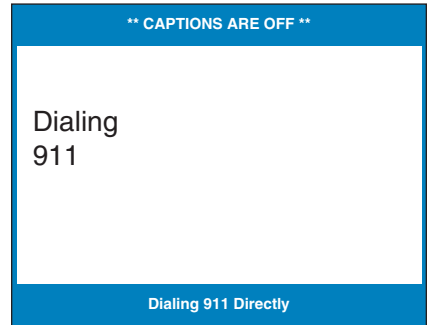 ** CAPTIONS ARE OFF **
Dialing
911
Dialing 911 Directly